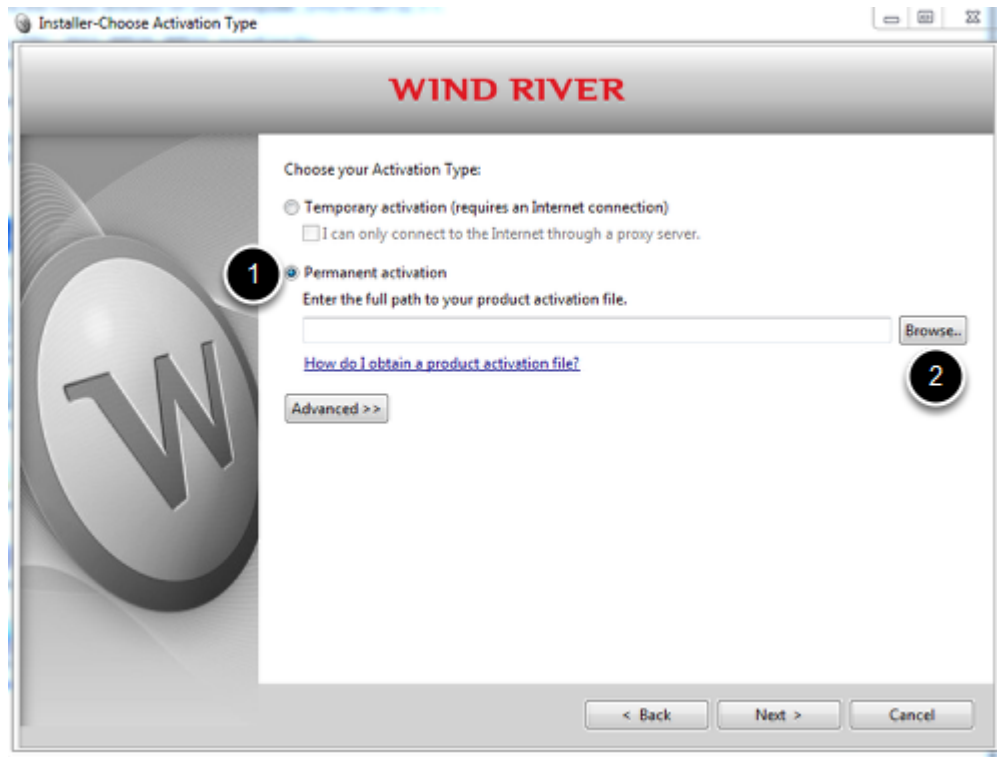 Installer-Choose Activation Type
WIND RIVER
Choose your Activation Type:
Temporary activation (requires an Internet connection)
I can only connect to the Internet through a proxy server.
1
Permanent activation
Enter the full path to your product activation file.
Browse..
How do I obtain a product activation file?
2
Advanced >>
W
< Back
Next >
Cancel